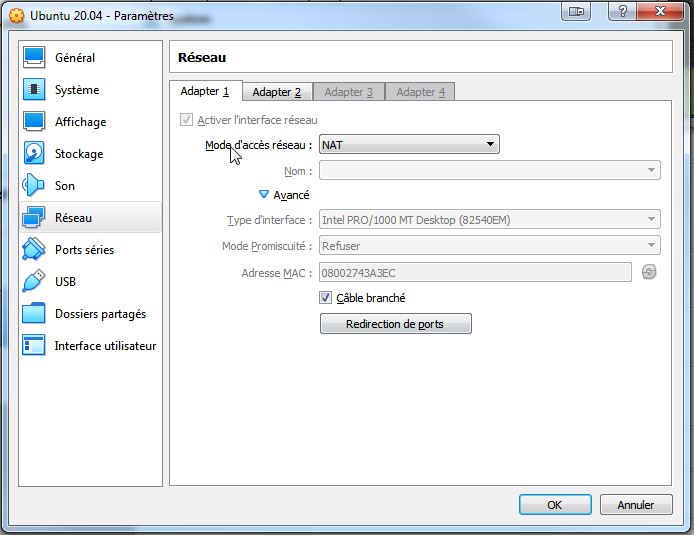 Ubuntu 20.04 - Paramètres
Général
Système
Affichage
Stockage
Son
Réseau
Ports séries
USB
Dossiers partagés
Interface utilisateur
Réseau
Adapter 1 Adapter 2 Adapter 3 Adapter 4
Activer l'interface réseau
Mode d'accès réseau : NAT
Nom :
Avancé
Type d'interface : Intel PRO/1000 MT Desktop (82540EM)
Mode Promiscuité : Refuser
Adresse MAC : 08002743A3EC
Câble branché
Redirection de ports
OK Annuler